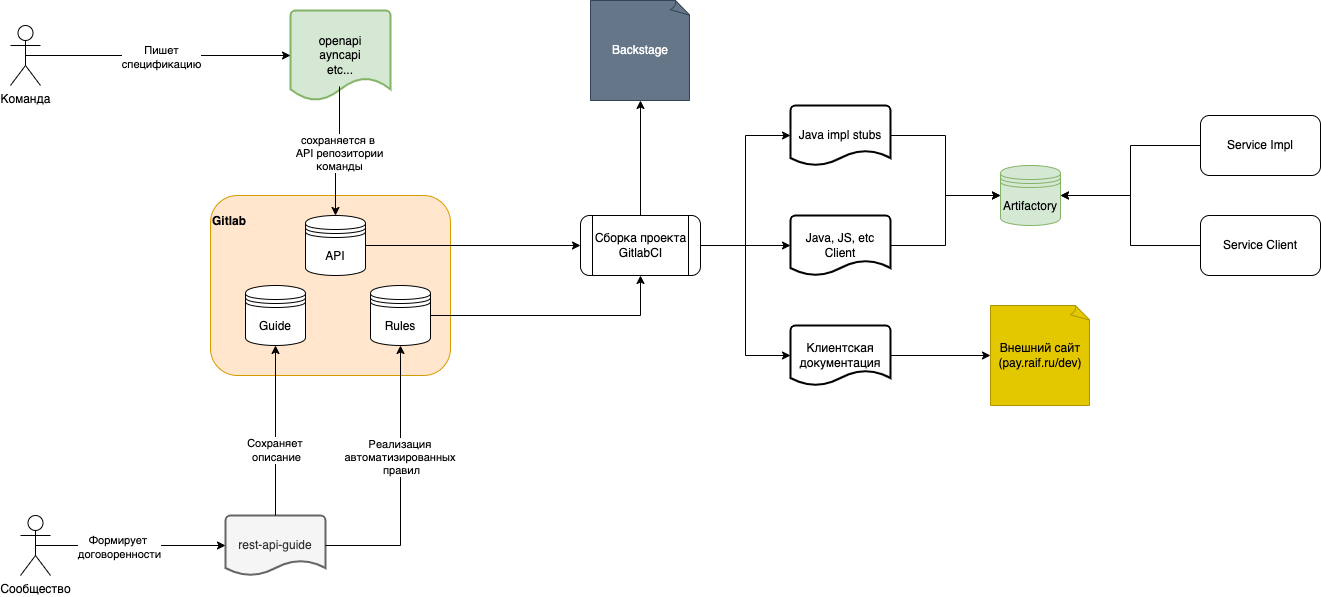 Команда
Пишет
спецификацию
openapi
ayncapi
etc...
сохраняется в
API репозитории
команды
Gitlab
API
Guide
Rules
Сохраняет
описание
Реализация
автоматизированных
правил
Сообщество
Формирует
договоренности
rest-api-guide
Backstage
Сборка проекта
GitlabCI
Java impl stubs
Java, JS, etc
Client
Клиентская
документация
Artifactory
Внешний сайт
(pay.raif.ru/dev)
Service Impl
Service Client